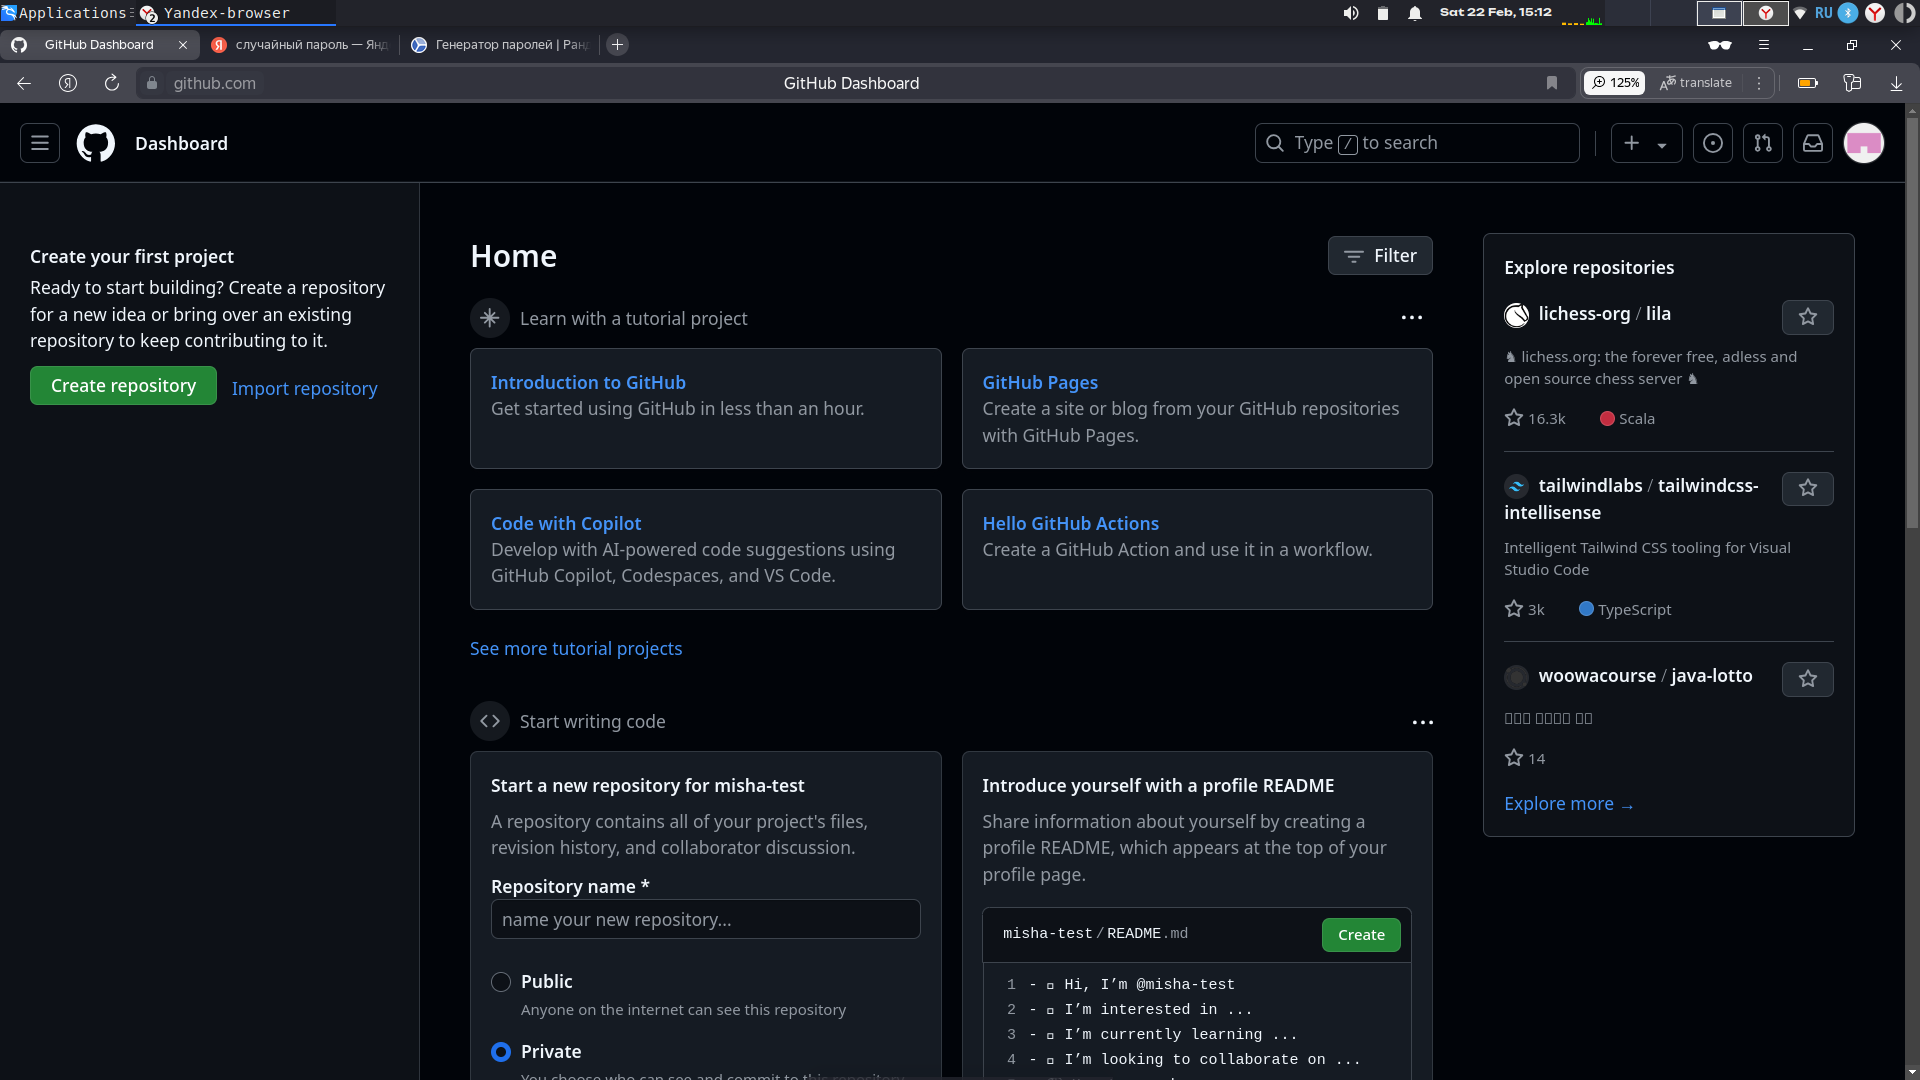 Applications
Yandex-browser
Sat 22 Feb, 15:12
RU
GitHub Dashboard
случайный пароль — Янд
Генератор паролей | Ранд
github.com
GitHub Dashboard
125%
translate
Dashboard
Type / to search
Create your first project
Ready to start building? Create a repository
for a new idea or bring over an existing
repository to keep contributing to it.
Create repository
Import repository
Home
Filter
Learn with a tutorial project
Introduction to GitHub
Get started using GitHub in less than an hour.
GitHub Pages
Create a site or blog from your GitHub repositories
with GitHub Pages.
Code with Copilot
Develop with AI-powered code suggestions using
GitHub Copilot, Codespaces, and VS Code.
Hello GitHub Actions
Create a GitHub Action and use it in a workflow.
See more tutorial projects
Start writing code
Start a new repository for misha-test
A repository contains all of your project's files,
revision history, and collaborator discussion.
Repository name *
name your new repository...
Public
Anyone on the internet can see this repository
Private
You choose who can see and commit to this repository
Introduce yourself with a profile README
Share information about yourself by creating a
profile README, which appears at the top of your
profile page.
misha-test / README.md
Create
1 - Hi, I’m @misha-test
2 - I’m interested in ...
3 - I’m currently learning ...
4 - I’m looking to collaborate on ...
Explore repositories
lichess-org / lila
♞ lichess.org: the forever free, adless and
open source chess server ♞
16.3k
Scala
tailwindlabs / tailwindcss-
intellisense
Intelligent Tailwind CSS tooling for Visual
Studio Code
3k
TypeScript
woowacourse / java-lotto
14
Explore more →